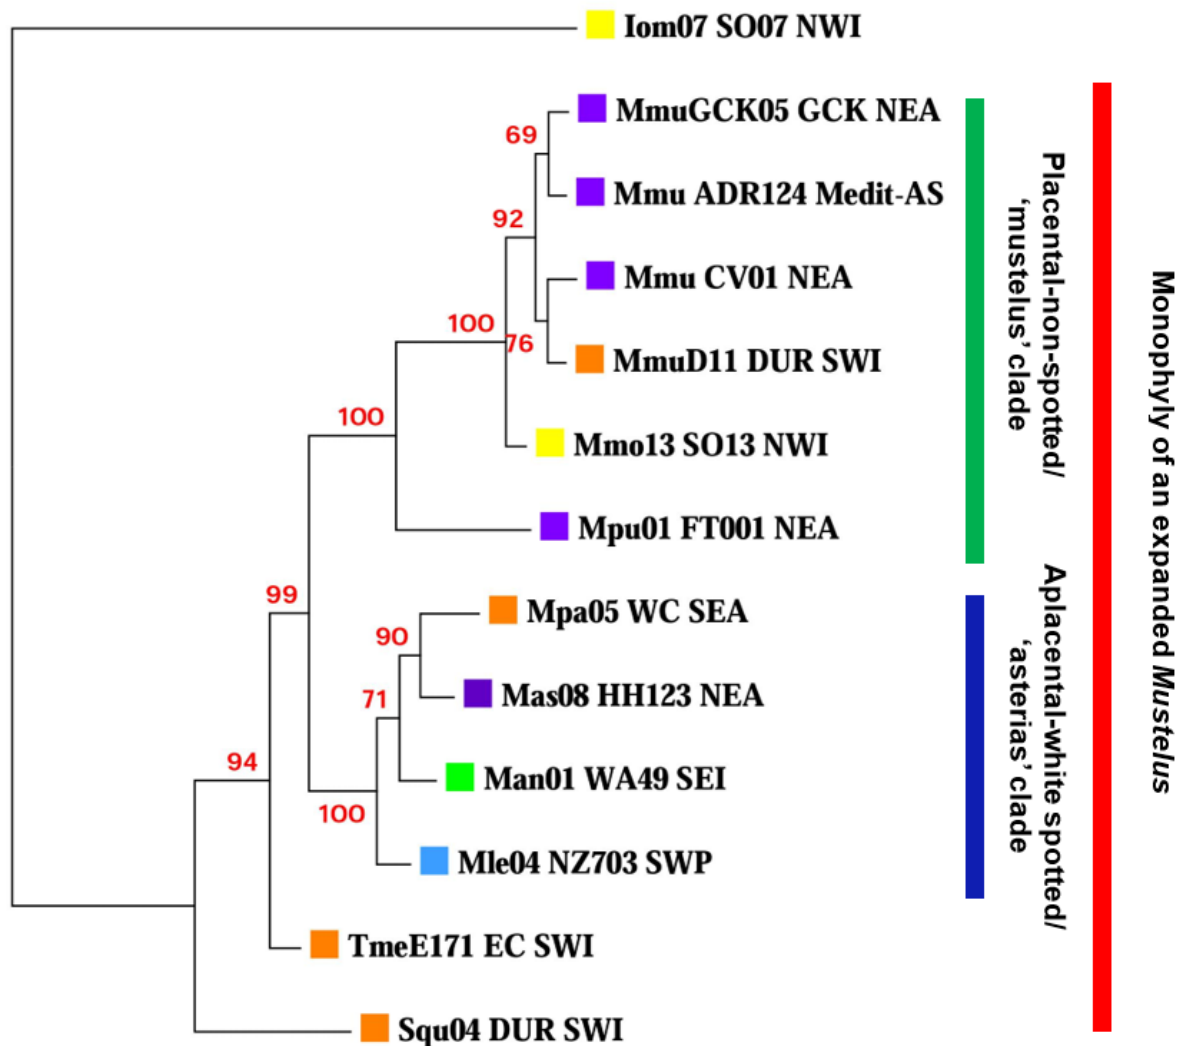 Iom07 SO07 NWI
MmuGCK05 GCK NEA
69
Mmu ADR124 Medit-AS
92
Mmu CV01 NEA
100
76
MmuD11 DUR SWI
100
Mmo13 SO13 NWI
Mpu01 FT001 NEA
99
Mpa05 WC SEA
90
Mas08 HH123 NEA
71
94
Man01 WA49 SEI
100
Mle04 NZ703 SWP
TmeE171 EC SWI
Squ04 DUR SWI
Placental-non-spotted/
‘mustelus’ clade
Aplacental-white spotted/
‘asterias’ clade
Monophyly of an expanded Mustelus